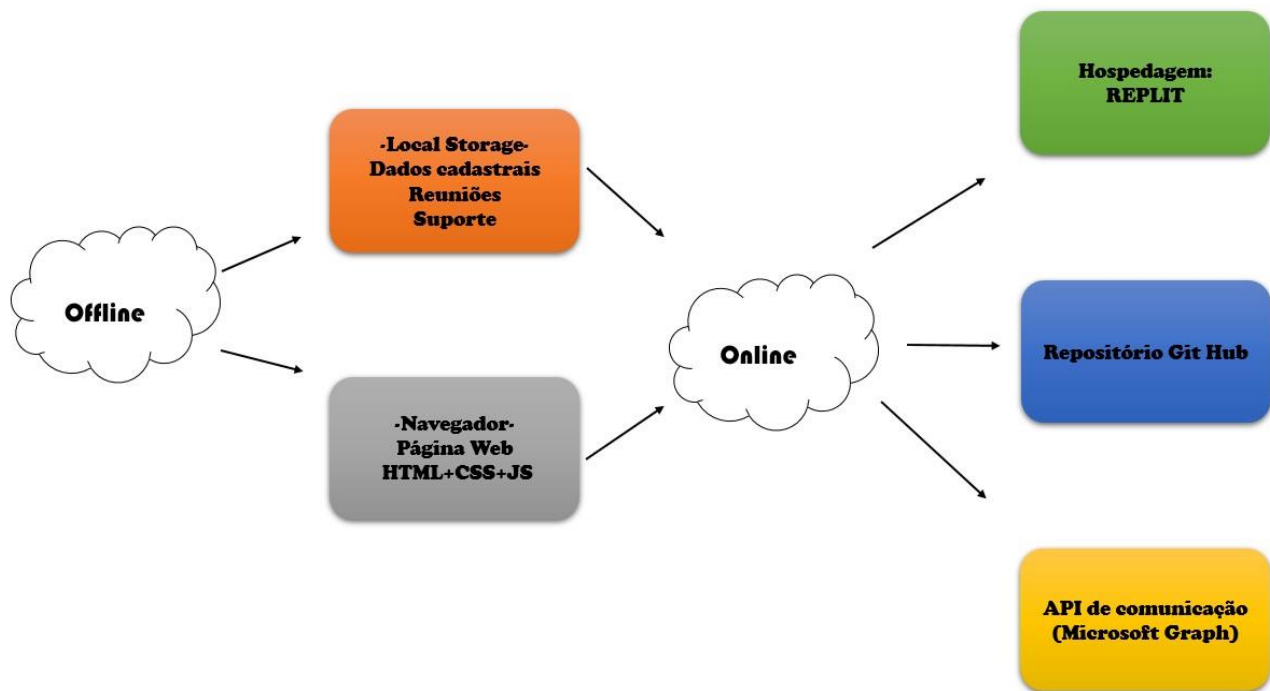 Offline
-Local Storage-
Dados cadastrais
Reuniões
Suporte
-Navegador-
Página Web
HTML+CSS+JS
Online
Hospedagem:
REPLIT
Repositório Git Hub
API de comunicação
(Microsoft Graph)